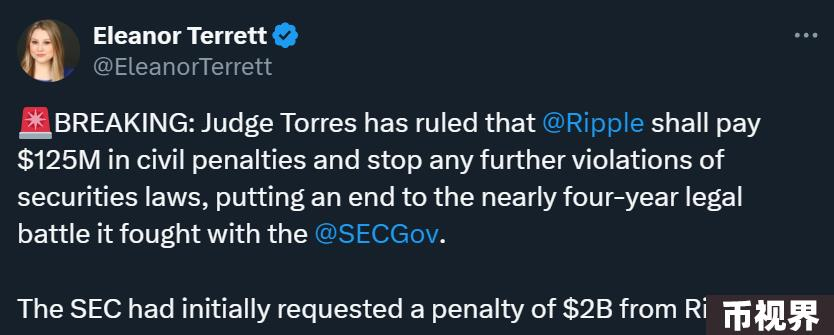 Eleanor Terrett
@EleanorTerrett
🚨BREAKING: Judge Torres has ruled that @Ripple shall pay
$125M in civil penalties and stop any further violations of
securities laws, putting an end to the nearly four-year legal
battle it fought with the @SECGov.
The SEC had initially requested a penalty of $2B from
币视界